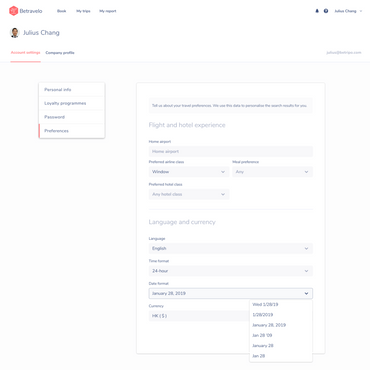 Betravelo
Book
My trips
My report
Julius Chang
Julius Chang
Account settings
Company profile
Personal info
Loyalty programmes
Password
Preferences
Tell us about your travel preferences. We use this data to personalise the search results for you
Flight and hotel experience
Home airport
Home airport
Preferred airline class
Meal preference
Window
Any
Preferred hotel class
Any hotel class
Language and currency
Language
English
Time format
24-hour
Date format
January 28, 2019
Currency
HK ( $ )
Wed 1/28/19
1/28/2019
January 28, 2019
Jan 28 '09
January 28
Jan 28